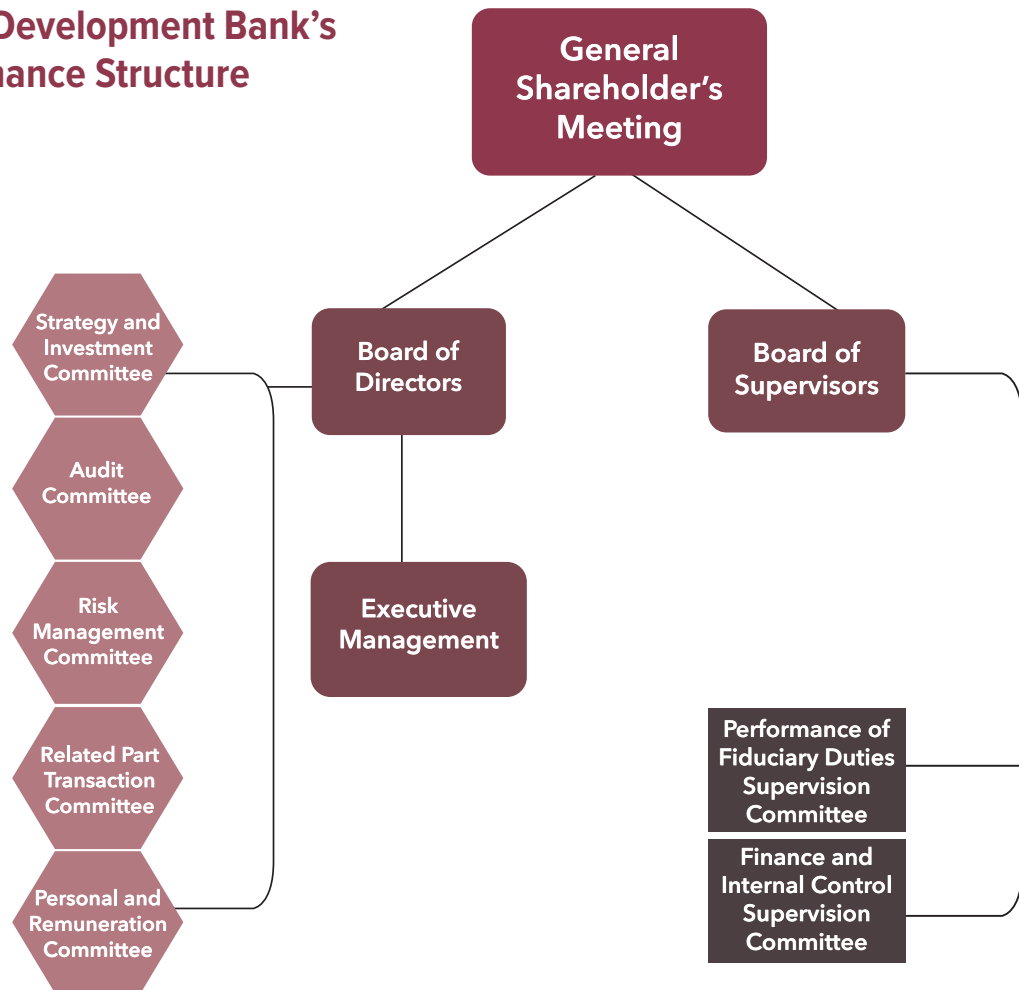 Development Bank's
nance Structure
General
Shareholder's
Meeting
Strategy and
Investment
Committee
Board of
Directors
Board of
Supervisors
Audit
Committee
Risk
Management
Committee
Executive
Management
Related Part
Transaction
Committee
Performance of
Fiduciary Duties
Supervision
Committee
Personal and
Remuneration
Committee
Finance and
Internal Control
Supervision
Committee